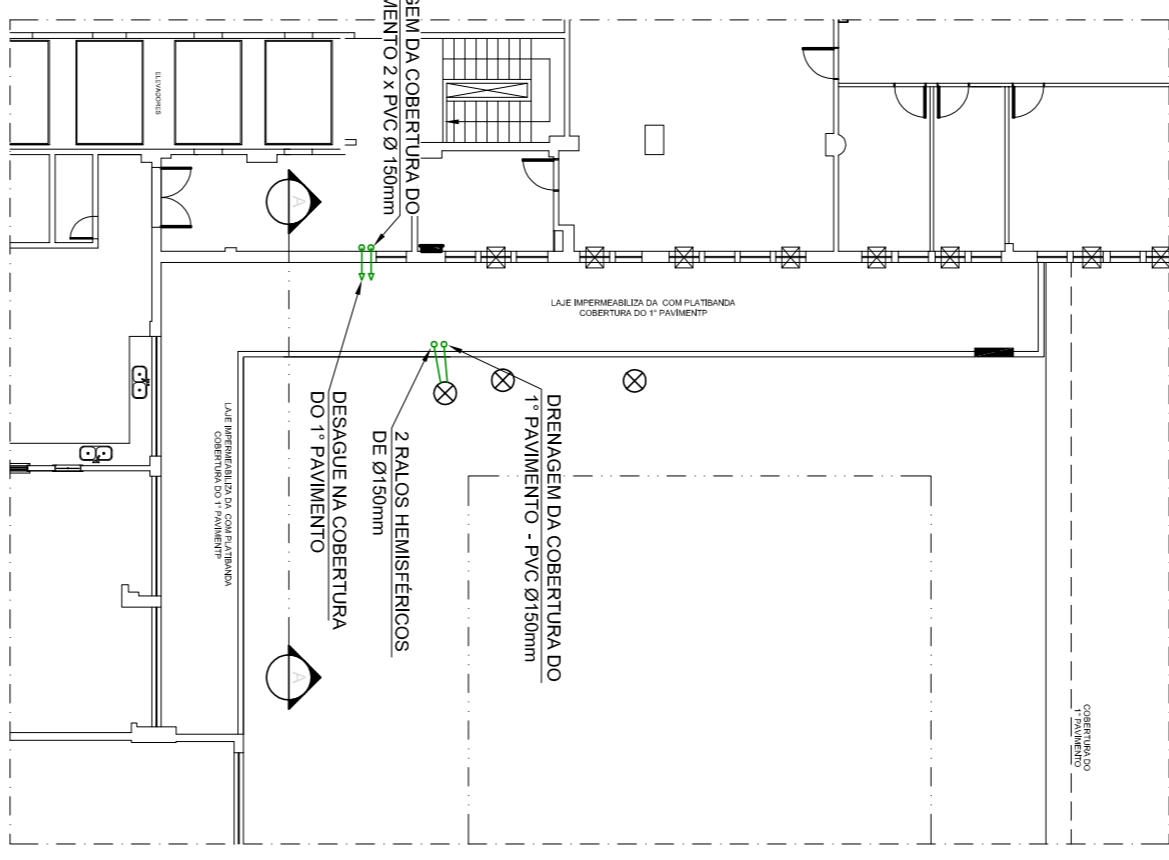 ELEVADORES
GEM DA COBERTURA DO
MENTO 2 x PVC Ø 150mm
A
LAJE IMPERMEABILIZA DA COM PLATIBANDA
COBERTURA DO 1° PAVIMENTP
DRENAGEM DA COBERTURA DO
1° PAVIMENTO - PVC Ø150mm
2 RALOS HEMISFÉRICOS
DE Ø150mm
DESAGUE NA COBERTURA
DO 1° PAVIMENTO
LAJE IMPERMEABILIZA DA COM PLATIBANDA
COBERTURA DO 1° PAVIMENTP
A
COBERTURA DO
1° PAVIMENTO